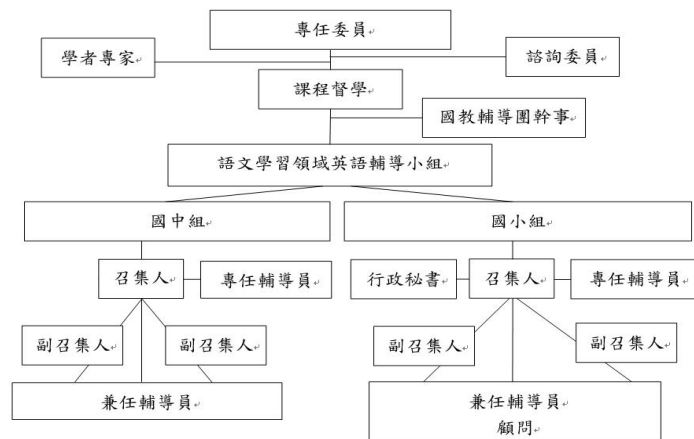 專任委員
學者專家
諮詢委員
課程督學
國教輔導團幹事
語文學習領域英語輔導小組
國中組
國小組
召集人
專任輔導員
行政秘書
召集人
專任輔導員
副召集人
副召集人
副召集人
副召集人
兼任輔導員
兼任輔導員
顧問